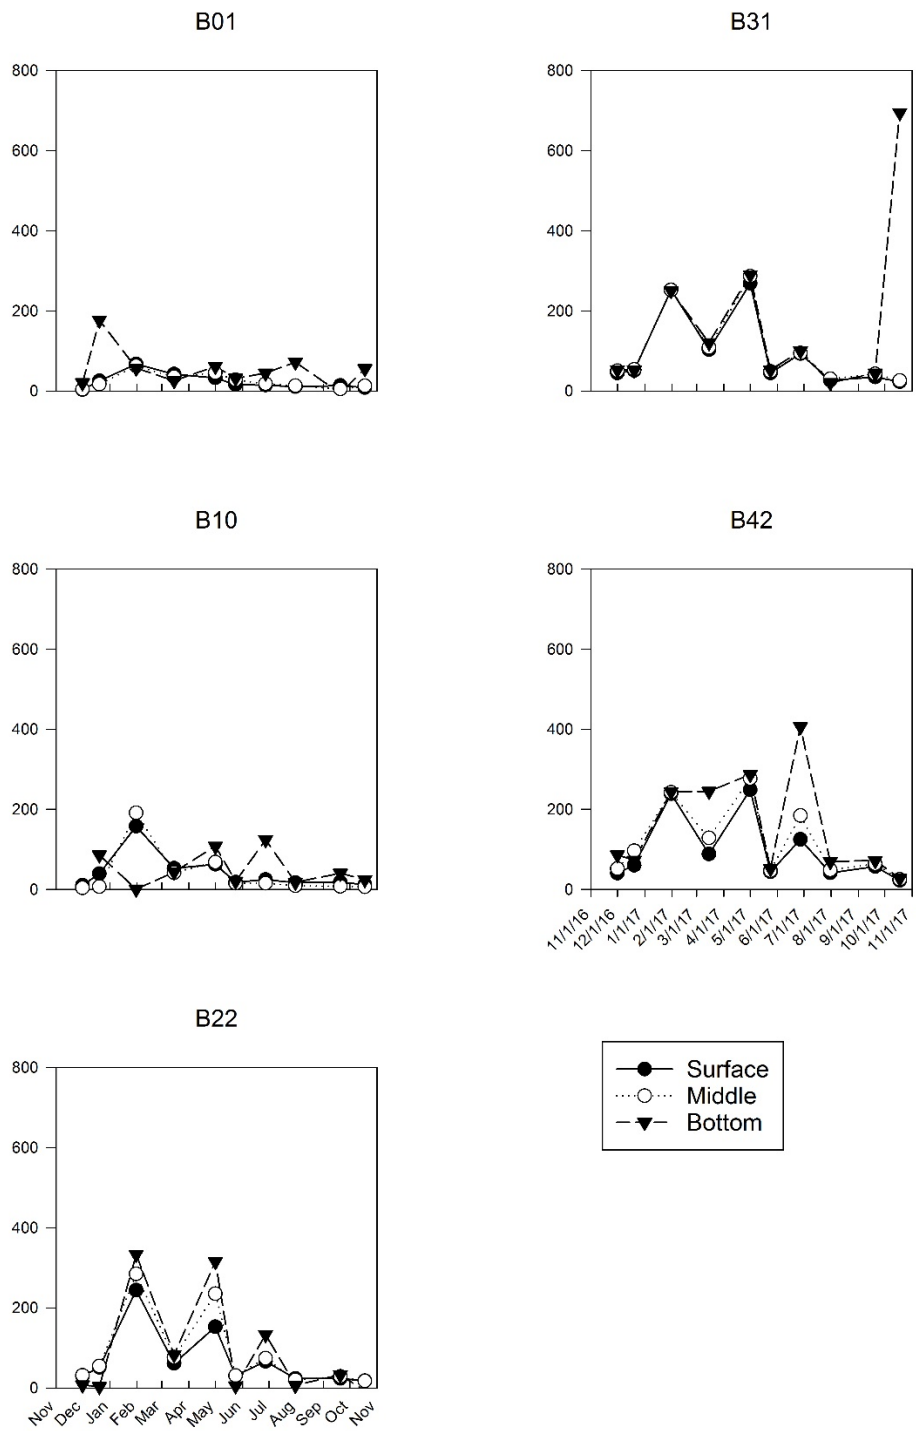 B01
800
600
400
200
0
B31
800
600
400
200
0
B10
800
600
400
200
0
B42
800
600
400
200
0
11/1/16
12/1/16
1/1/17
2/1/17
3/1/17
4/1/17
5/1/17
6/1/17
7/1/17
8/1/17
9/1/17
10/1/17
11/1/17
B22
800
600
400
200
0
Nov
Dec
Jan
Feb
Mar
Apr
May
Jun
Jul
Aug
Sep
Oct
Nov
Surface
Middle
Bottom